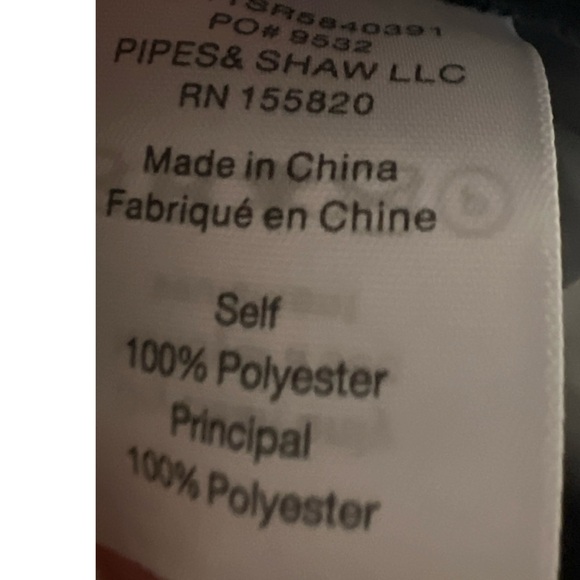 TSR5840391
PO# 9532
PIPES& SHAW LLC
RN 155820
Made in China
Fabriqué en Chine
Self
100% Polyester
Principal
100% Polyester